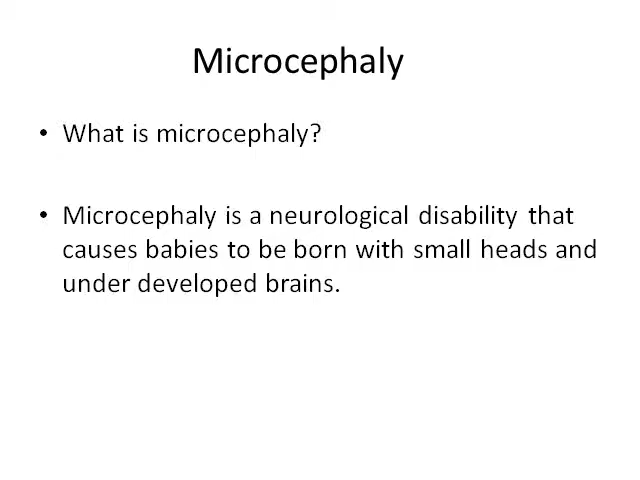 Microcephaly
• What is microcephaly?
• Microcephaly is a neurological disability that
causes babies to be born with small heads and
under developed brains.